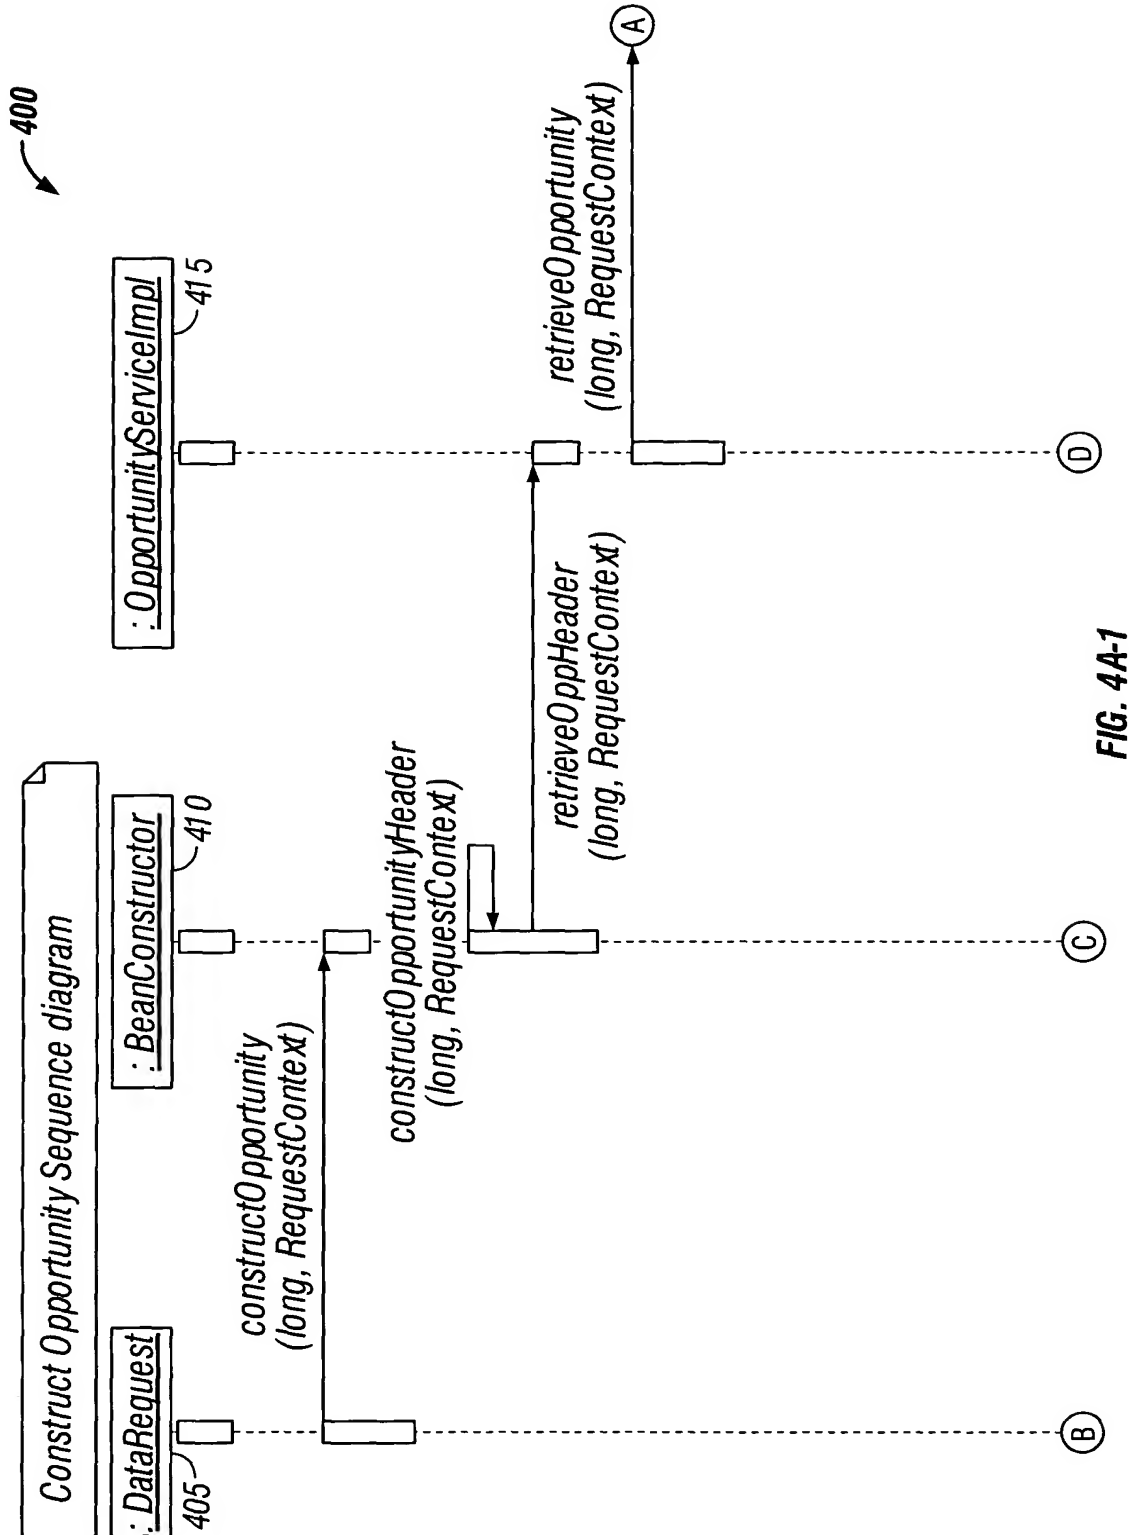 400
Construct Opportunity Sequence diagram
: DataRequest
405
: BeanConstructor
410
: OpportunityServiceImpl
415
constructOpportunity
(long, RequestContext)
constructOpportunityHeader
(long, RequestContext)
retrieveOppHeader
(long, RequestContext)
retrieveOpportunity
(long, RequestContext)
A
B
C
D
FIG. 4A-1